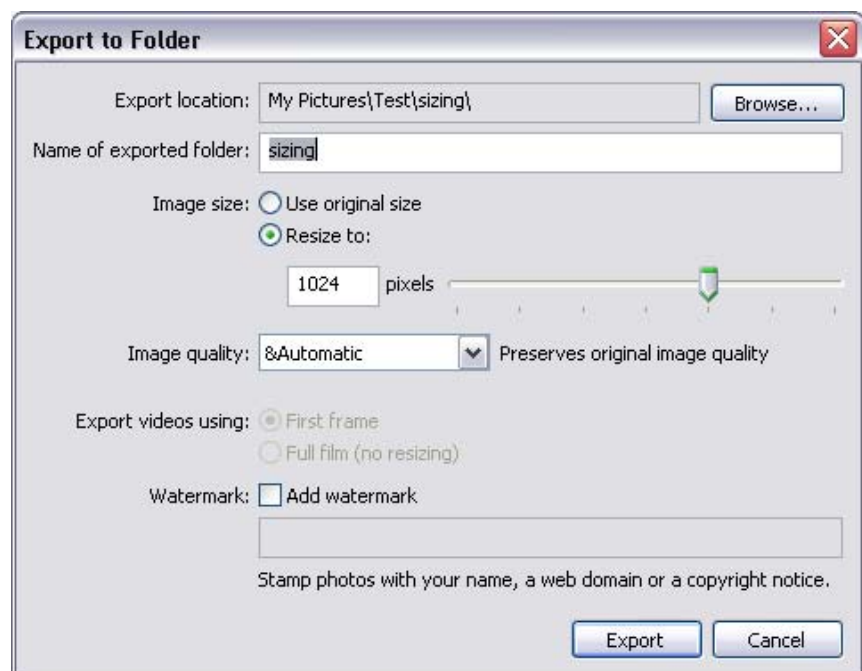 Export to Folder
Export location: My Pictures\Test\sizing\ Browse...
Name of exported folder: sizing
Image size: Use original size
Resize to:
1024 pixels
Image quality: &Automatic Preserves original image quality
Export videos using: First frame
Full film (no resizing)
Watermark: Add watermark
Stamp photos with your name, a web domain or a copyright notice.
Export Cancel